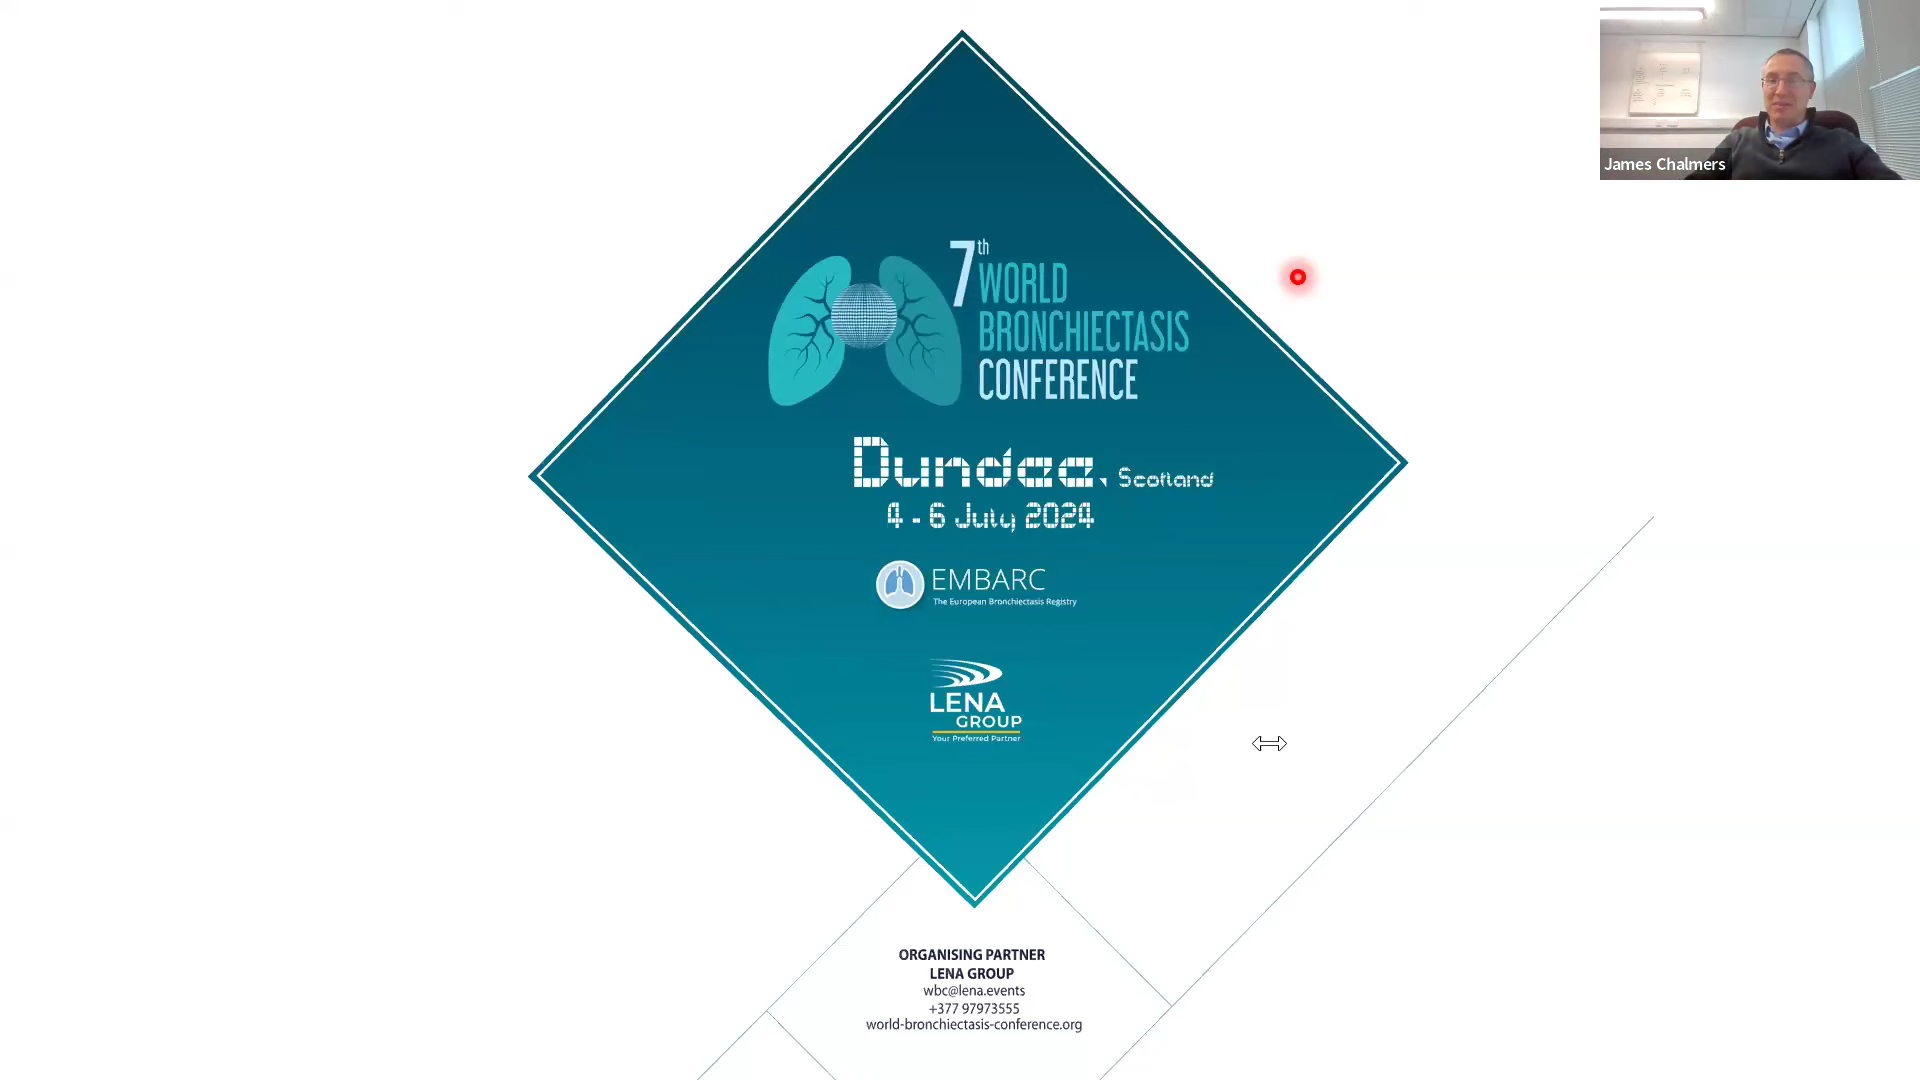 James Chalmers
7th
WORLD
BRONCHIECTASIS
CONFERENCE
Dundee, Scotland
4 - 6 July 2024
EMBARC
The European Bronchiectasis Registry
LENA
GROUP
Your Preferred Partner
ORGANISING PARTNER
LENA GROUP
wbc@lena.events
+377 97973555
world-bronchiectasis-conference.org